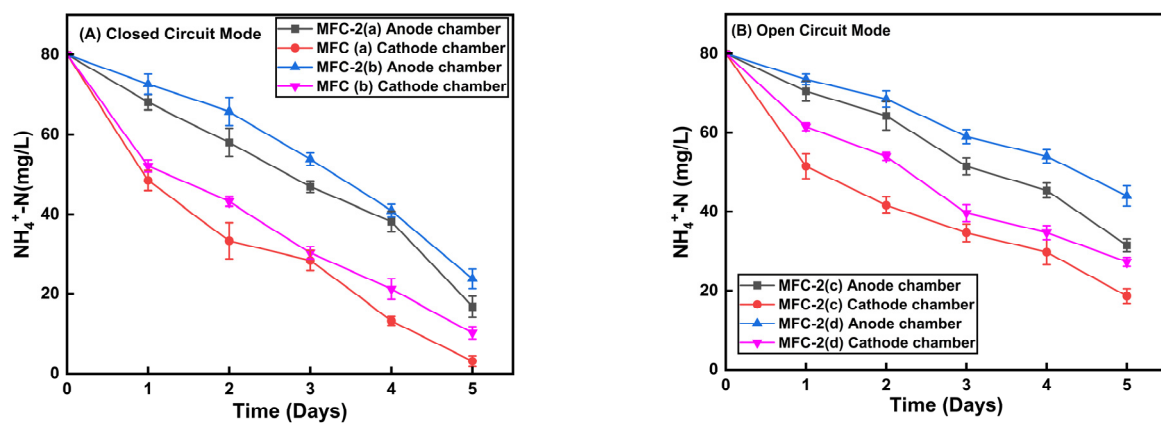 (A) Closed Circuit Mode
MFC-2(a) Anode chamber
MFC (a) Cathode chamber
MFC-2(b) Anode chamber
MFC (b) Cathode chamber
NH₄⁺-N(mg/L)
80
60
40
20
0
0 1 2 3 4 5
Time (Days)
(B) Open Circuit Mode
MFC-2(c) Anode chamber
MFC-2(c) Cathode chamber
MFC-2(d) Anode chamber
MFC-2(d) Cathode chamber
NH₄⁺-N (mg/L)
80
60
40
20
0
0 1 2 3 4 5
Time (Days)